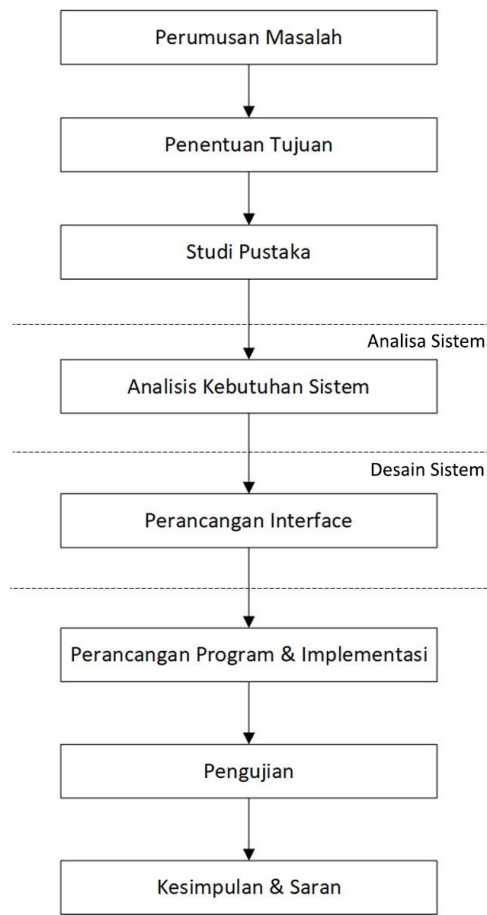 Perumusan Masalah
Penentuan Tujuan
Studi Pustaka
Analisa Sistem
Analisis Kebutuhan Sistem
Desain Sistem
Perancangan Interface
Perancangan Program & Implementasi
Pengujian
Kesimpulan & Saran